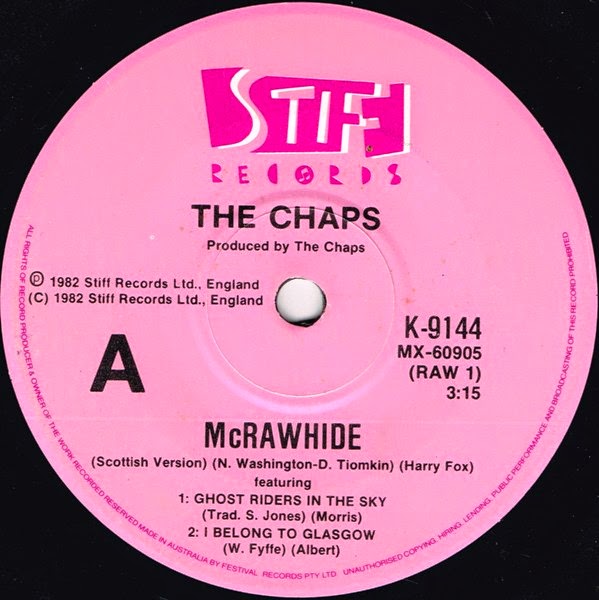 STIFF
RECORDS
THE CHAPS
Produced by The Chaps
℗ 1982 Stiff Records Ltd., England
(C) 1982 Stiff Records Ltd., England
A
K-9144
MX-60905
(RAW 1)
3:15
McRAWHIDE
(Scottish Version) (N. Washington-D. Tiomkin) (Harry Fox)
featuring
1: GHOST RIDERS IN THE SKY
(Trad. S. Jones) (Morris)
2: I BELONG TO GLASGOW
(W. Fyffe) (Albert)
ALL RIGHTS OF RECORD PRODUCER & OWNER OF THE WORK RECORDED RESERVED MADE IN AUSTRALIA BY FESTIVAL RECORDS PTY LTD. UNAUTHORISED COPYING, HIRING, LENDING, PUBLIC PERFORMANCE AND BROADCASTING OF THIS RECORD PROHIBITED